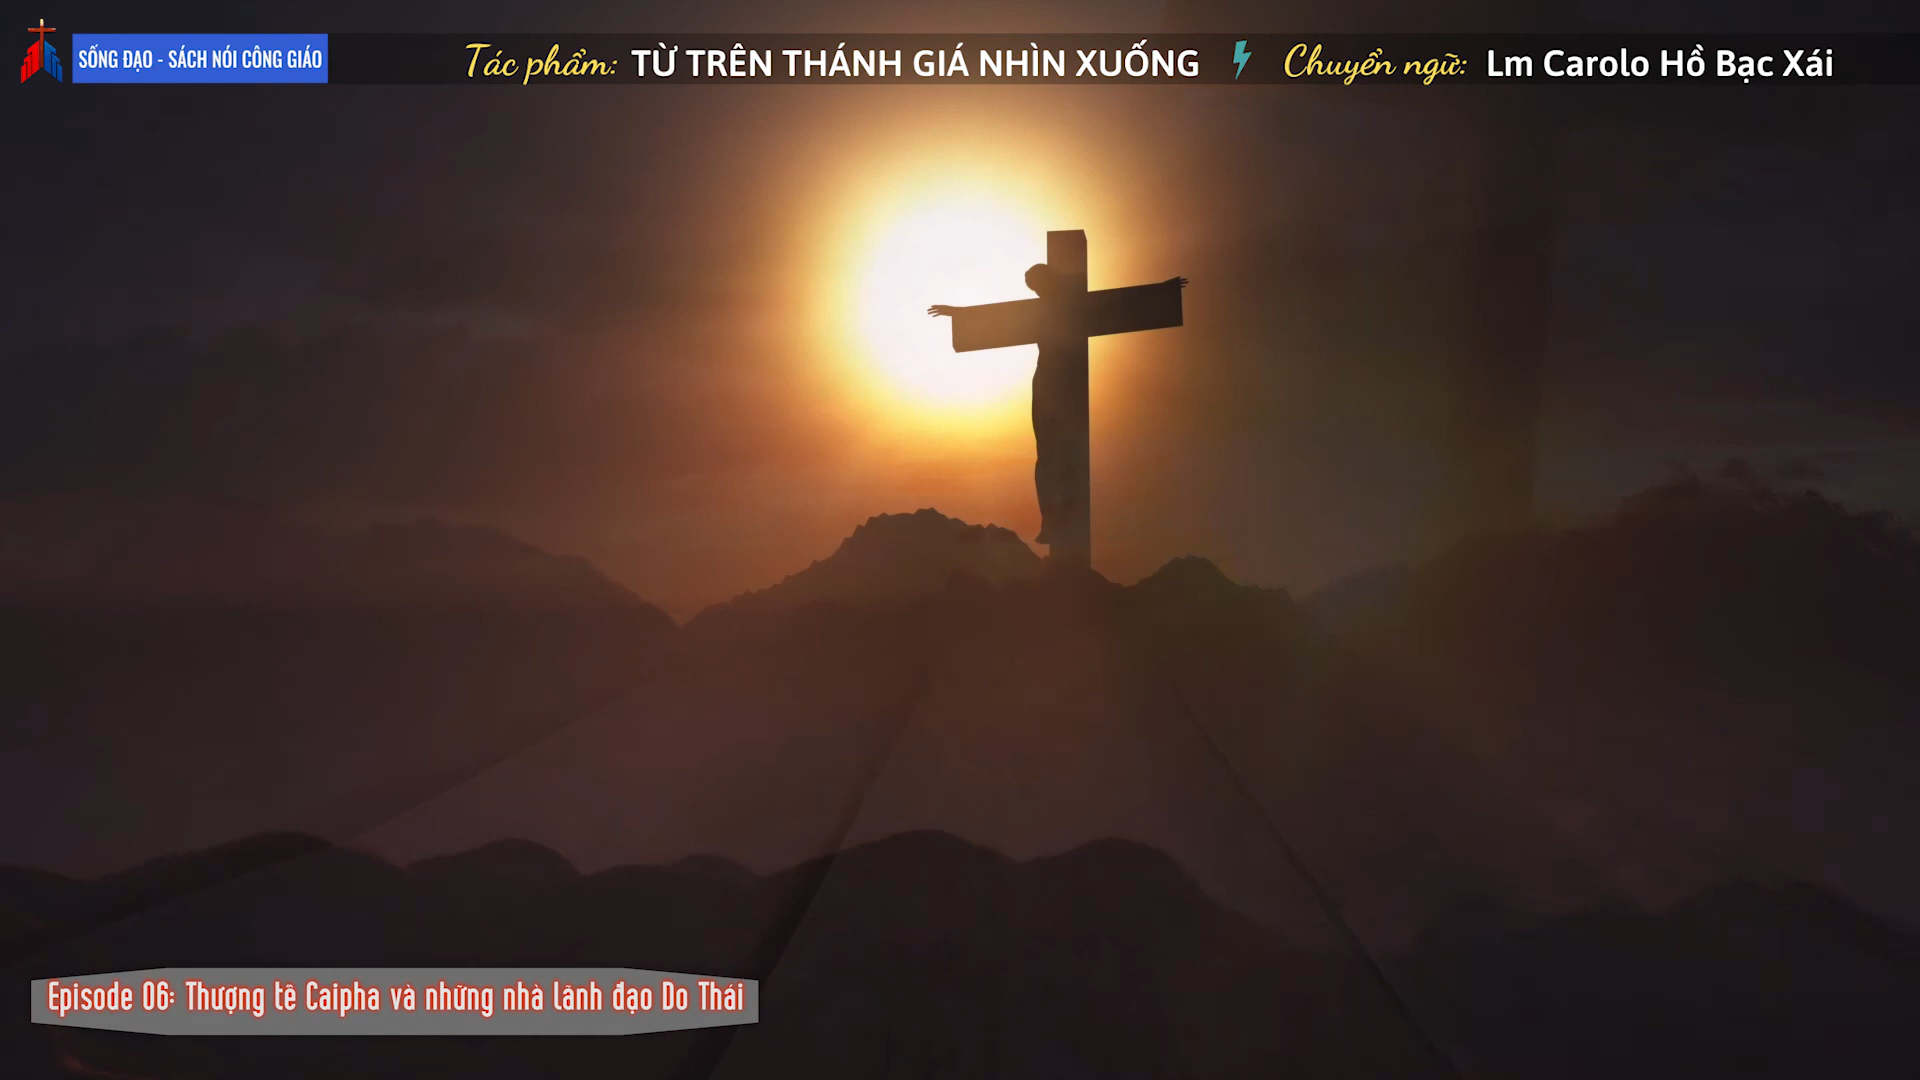 SỐNG ĐẠO - SÁCH NÓI CÔNG GIÁO
Tác phẩm: TỪ TRÊN THÁNH GIÁ NHÌN XUỐNG Chuyển ngữ: Lm Carolo Hồ Bạc Xái
Episode 06: Thượng tế Caipha và những nhà lãnh đạo Do Thái